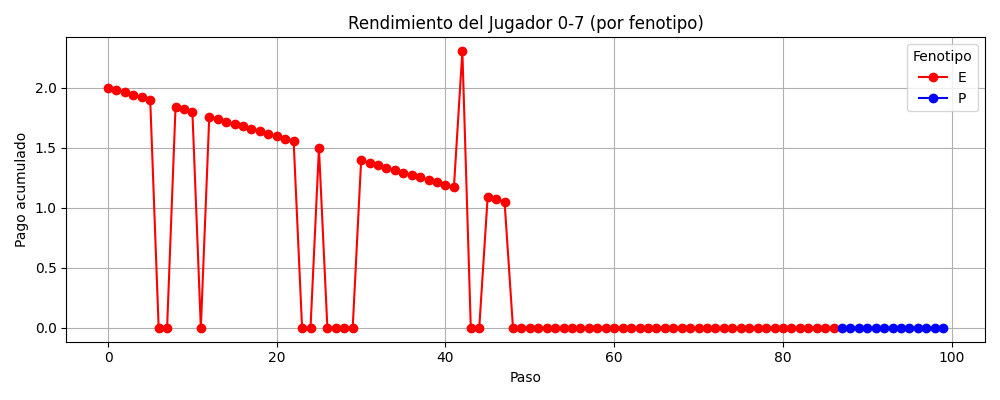 Rendimiento del Jugador 0-7 (por fenotipo)
Pago acumulado
2.0
1.5
1.0
0.5
0.0
Fenotipo
E
P
0
20
40
60
80
100
Paso